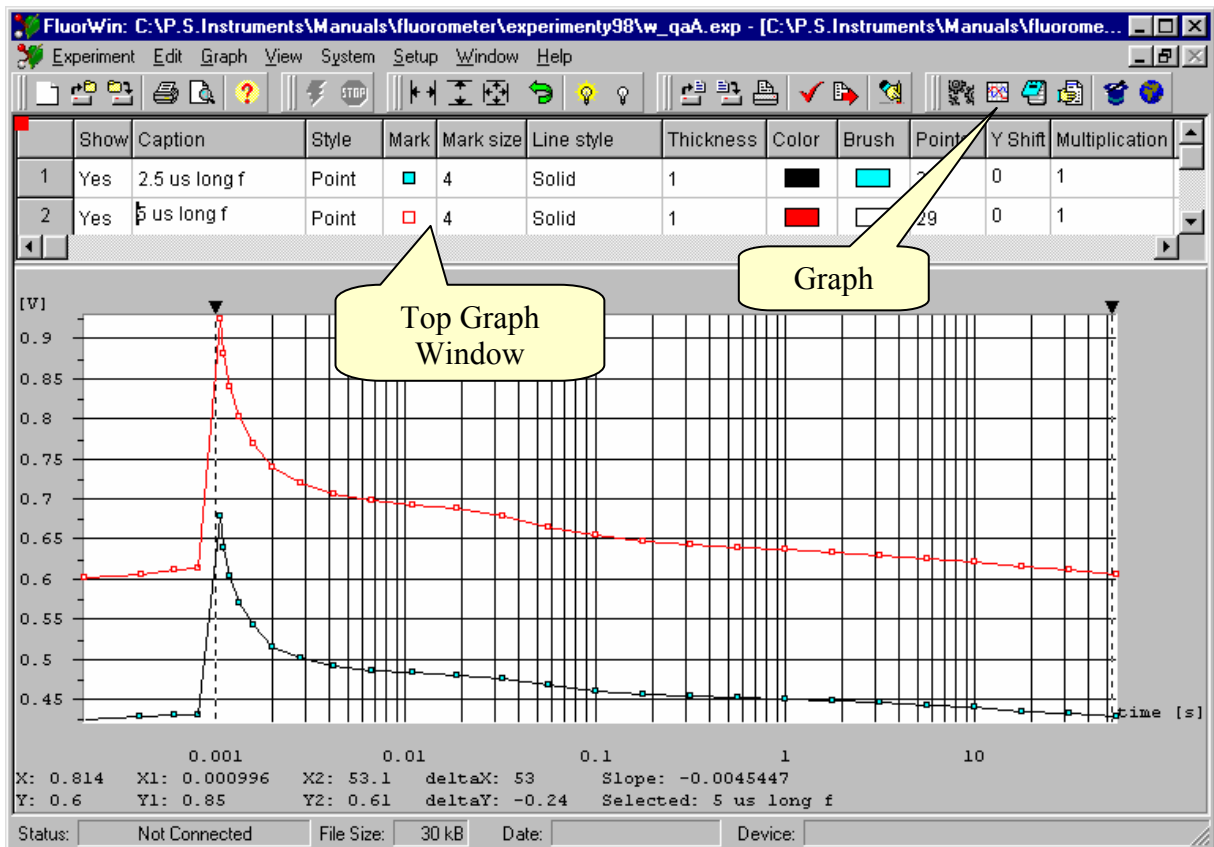 FluorWin: C:\P.S.Instruments\Manuals\fluorometer\experimenty98\w_qaA.exp - [C:\P.S.Instruments\Manuals\fluorome...
Experiment Edit Graph View System Setup Window Help
STOP
Show Caption Style Mark Mark size Line style Thickness Color Brush Points Y Shift Multiplication
1 Yes 2.5 us long f Point 4 Solid 1 0 1
2 Yes 5 us long f Point 4 Solid 1 29 0 1
Graph
Top Graph
Window
[V]
0.9
0.85
0.8
0.75
0.7
0.65
0.6
0.55
0.5
0.45
time [s]
0.001 0.01 0.1 1 10
X: 0.814 X1: 0.000996 X2: 53.1 deltaX: 53 Slope: -0.0045447
Y: 0.6 Y1: 0.85 Y2: 0.61 deltaY: -0.24 Selected: 5 us long f
Status: Not Connected File Size: 30 kB Date: Device: